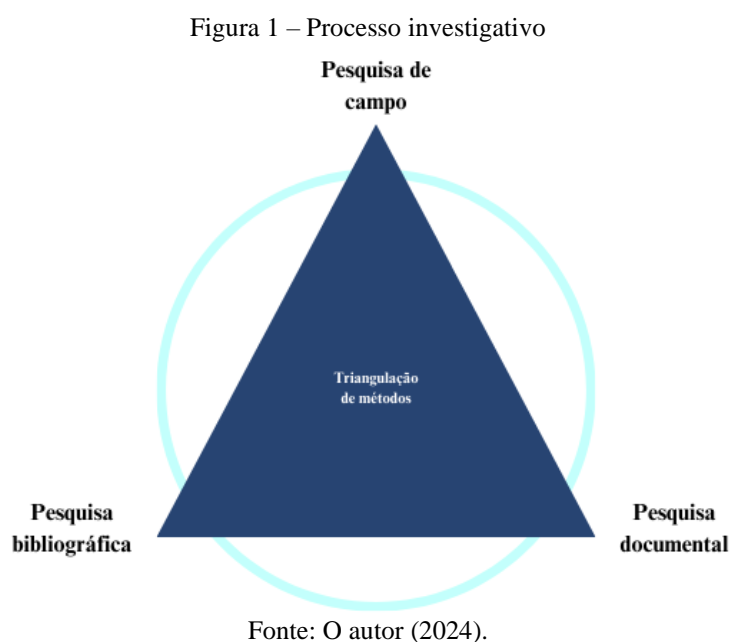 Figura 1 – Processo investigativo
Pesquisa de
campo
Triangulação
de métodos
Pesquisa
bibliográfica
Pesquisa
documental
Fonte: O autor (2024).